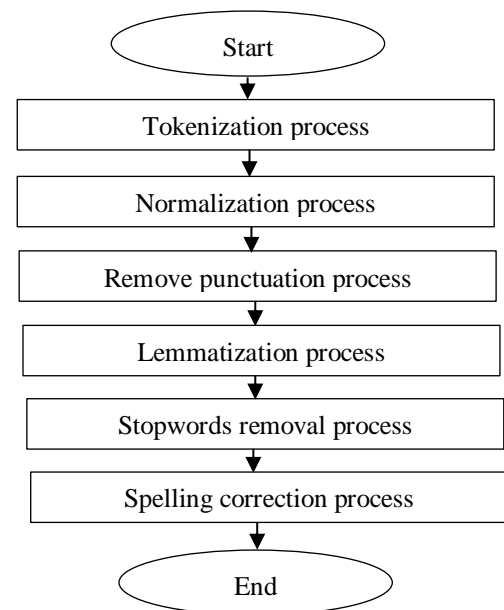 Start
Tokenization process
Normalization process
Remove punctuation process
Lemmatization process
Stopwords removal process
Spelling correction process
End